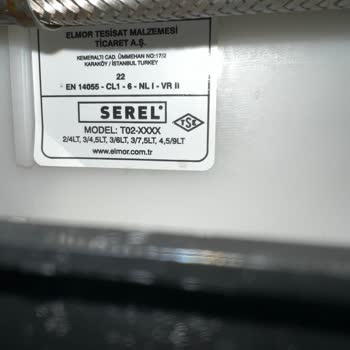 ELMOR TESİSAT MALZEMESİ
TİCARET A.Ş.
KEMERALTI CAD. ÜMMEHAN NO:17/2
KARAKÖY / İSTANBUL TURKEY
22
EN 14055 - CL1 - 6 - NL I - VR II
SEREL
TSE
MODEL: T02-XXXX
2/4LT, 3/4,5LT, 3/6LT, 3/7,5LT, 4,5/9LT
www.elmor.com.tr